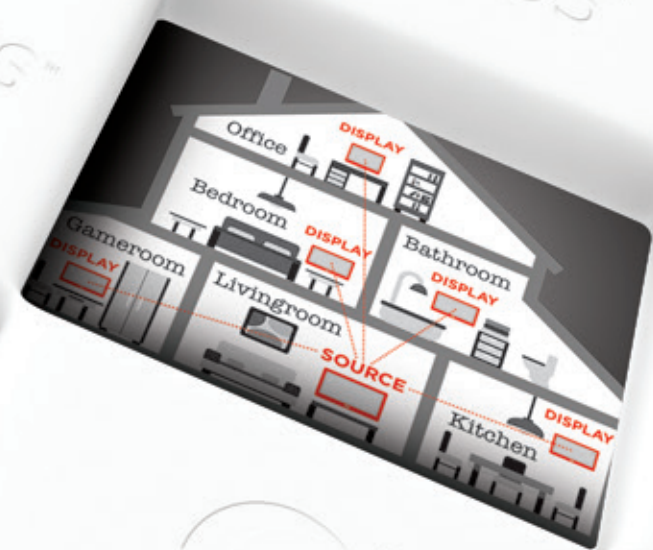 Office
DISPLAY
Bedroom
DISPLAY
Bathroom
DISPLAY
Gameroom
DISPLAY
Livingroom
SOURCE
Kitchen
DISPLAY